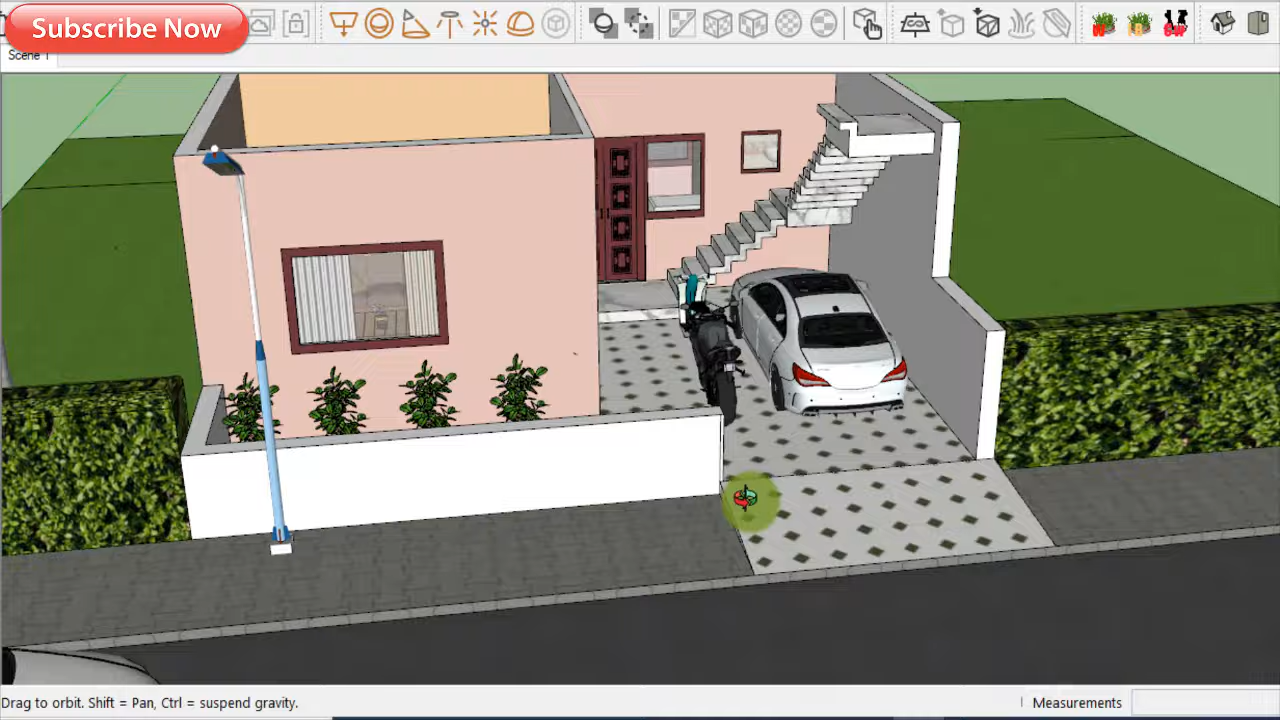 Subscribe Now
Scene 1
Drag to orbit. Shift = Pan, Ctrl = suspend gravity.
Measurements